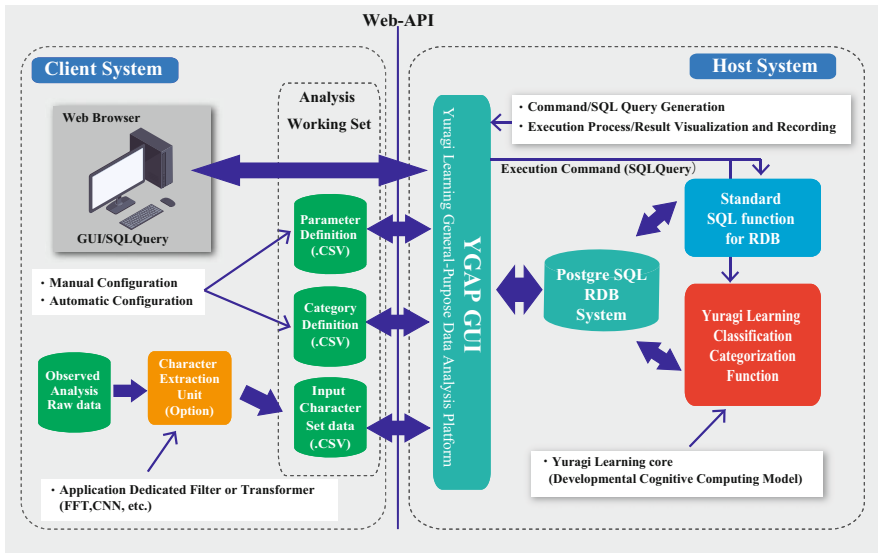 Web-API
Client System
Host System
Web Browser
GUI/SQLQuery
Analysis
Working Set
Parameter
Definition
(.CSV)
Category
Definition
(.CSV)
Input
Character
Set data
(.CSV)
・Manual Configuration
・Automatic Configuration
Observed
Analysis
Raw data
Character
Extraction
Unit
(Option)
・Application Dedicated Filter or Transformer
(FFT,CNN, etc.)
Yuragi Learning General-Purpose Data Analysis Platform
YGAP GUI
・Command/SQL Query Generation
・Execution Process/Result Visualization and Recording
Execution Command (SQLQuery)
Standard
SQL function
for RDB
Postgre SQL
RDB
System
Yuragi Learning
Classification
Categorization
Function
・Yuragi Learning core
(Developmental Cognitive Computing Model)